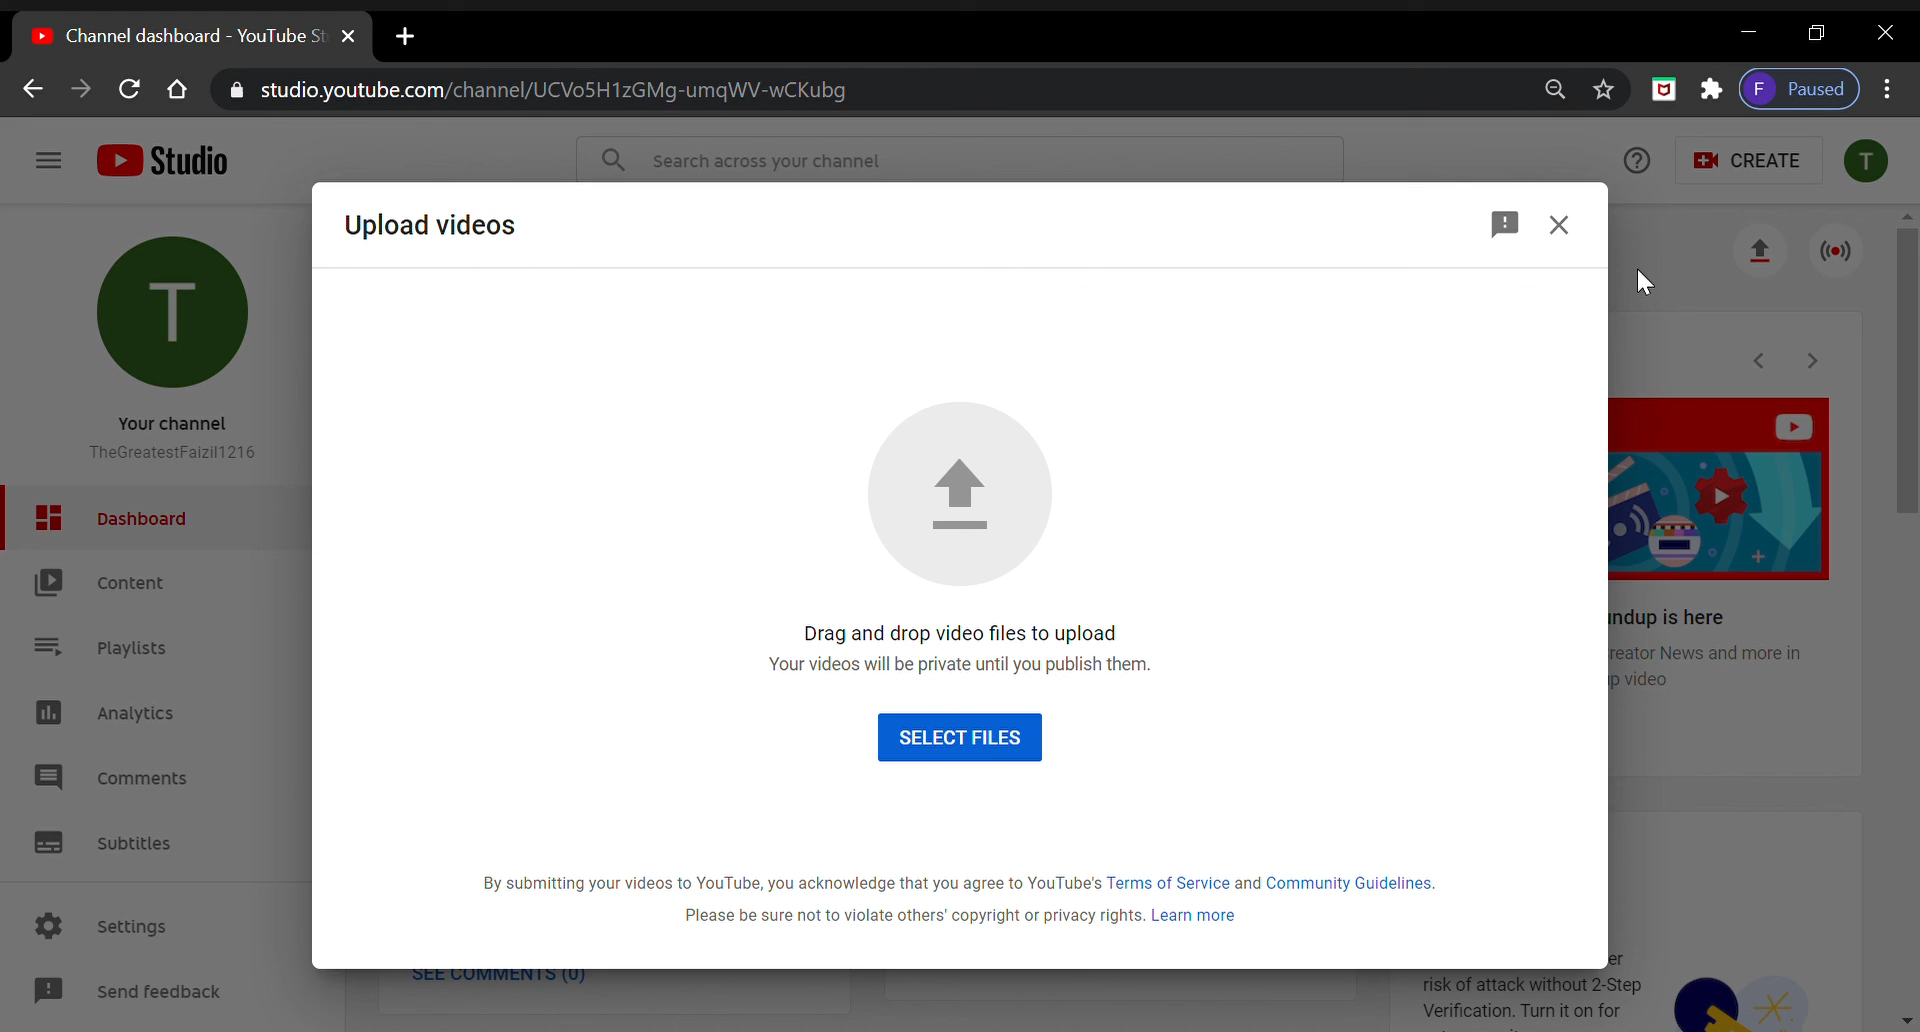 Channel dashboard - YouTube St
studio.youtube.com/channel/UCVo5H1zGMg-umqWV-wCKubg
F Paused
Studio
Search across your channel
CREATE
T
Upload videos
T
Your channel
TheGreatestFaizil1216
Dashboard
Content
Playlists
Analytics
Comments
Subtitles
Settings
Send feedback
Drag and drop video files to upload
Your videos will be private until you publish them.
SELECT FILES
By submitting your videos to YouTube, you acknowledge that you agree to YouTube's Terms of Service and Community Guidelines.
Please be sure not to violate others' copyright or privacy rights. Learn more
ndup is here
reator News and more in
p video
SEE COMMENTS (0)
er
risk of attack without 2-Step
Verification. Turn it on for